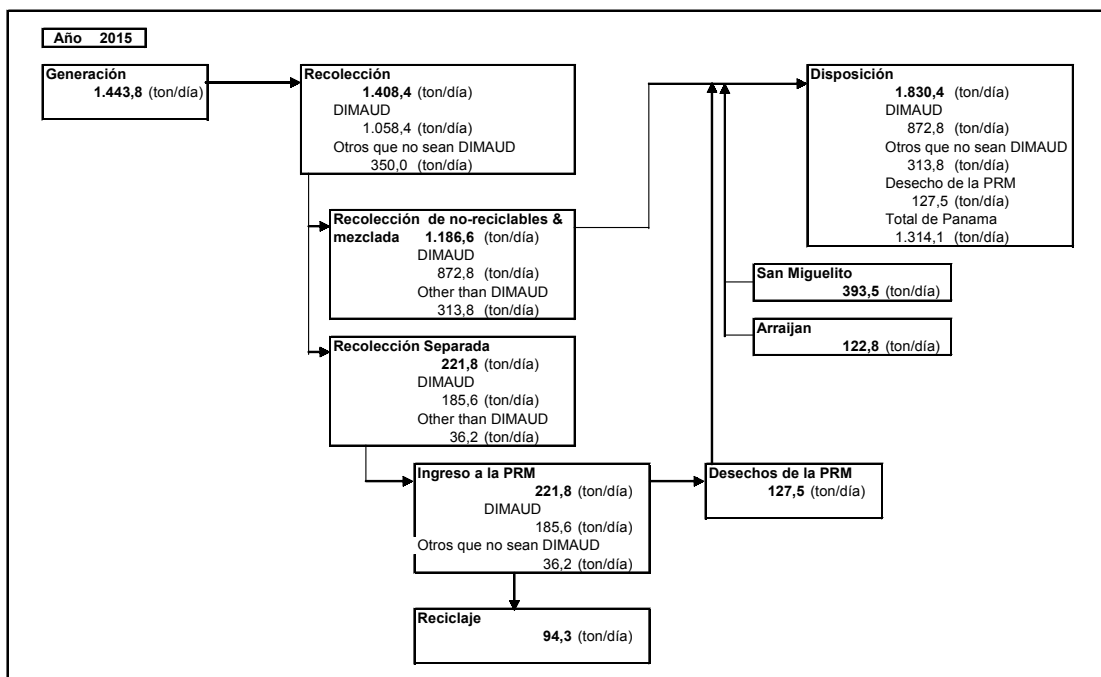 Año 2015
Generación
1.443,8 (ton/día)
Recolección
1.408,4 (ton/día)
DIMAUD
1.058,4 (ton/día)
Otros que no sean DIMAUD
350,0 (ton/día)
Disposición
1.830,4 (ton/día)
DIMAUD
872,8 (ton/día)
Otros que no sean DIMAUD
313,8 (ton/día)
Desecho de la PRM
127,5 (ton/día)
Total de Panama
1.314,1 (ton/día)
Recolección de no-reciclables &
mezclada 1.186,6 (ton/día)
DIMAUD
872,8 (ton/día)
Other than DIMAUD
313,8 (ton/día)
San Miguelito
393,5 (ton/día)
Arraijan
122,8 (ton/día)
Recolección Separada
221,8 (ton/día)
DIMAUD
185,6 (ton/día)
Other than DIMAUD
36,2 (ton/día)
Ingreso a la PRM
221,8 (ton/día)
DIMAUD
185,6 (ton/día)
Otros que no sean DIMAUD
36,2 (ton/día)
Desechos de la PRM
127,5 (ton/día)
Reciclaje
94,3 (ton/día)